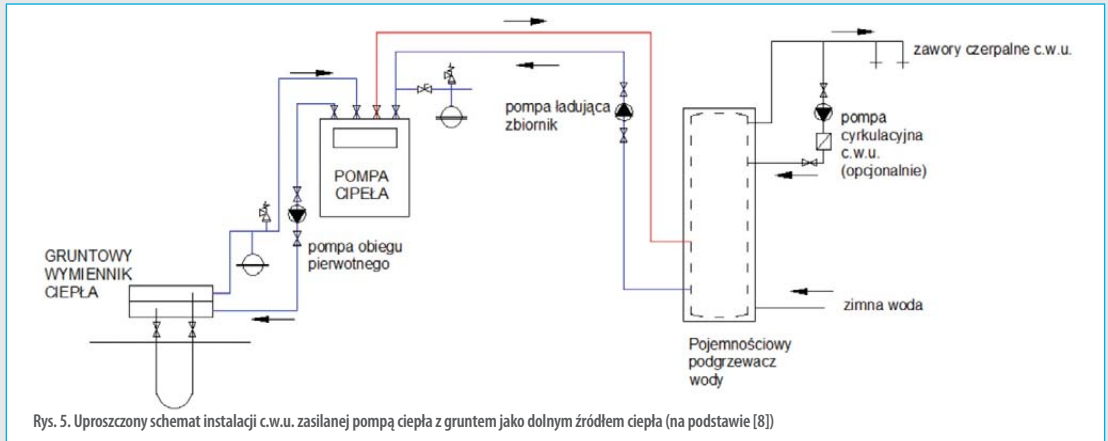 zawory czerpalne c.w.u.
pompa ładująca
zbiornik
pompa
cyrkulacyjna
c.w.u.
(opcjonalnie)
POMPA
CIPEŁA
pompa obiegu
pierwotnego
GRUNTOWY
WYMIENNIK
CIEPŁA
zimna woda
Pojemnościowy
podgrzewacz
wody
Rys. 5. Uproszczony schemat instalacji c.w.u. zasilanej pompą ciepła z gruntem jako dolnym źródłem ciepła (na podstawie [8])